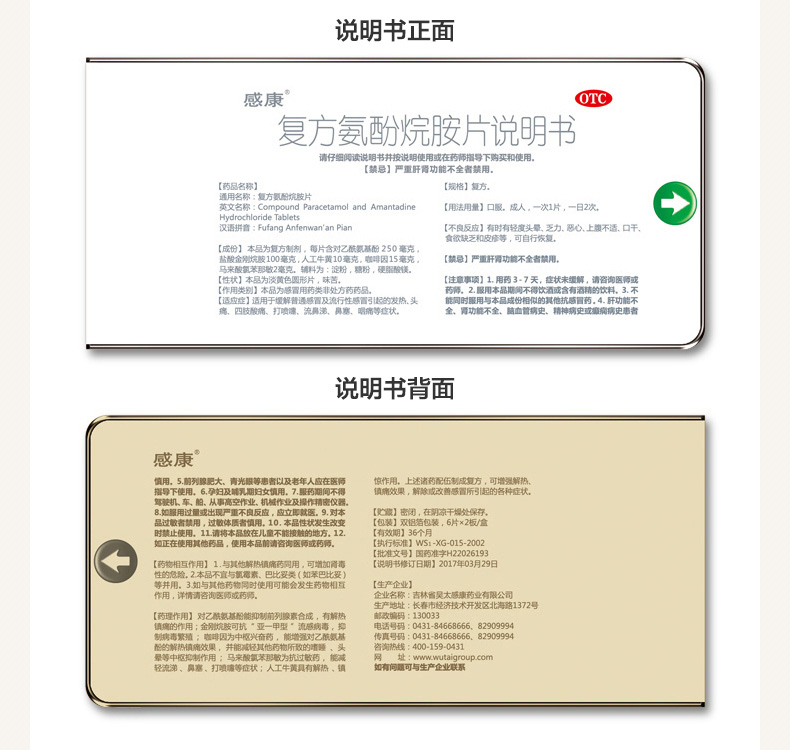 说明书正面
感康®
OTC
复方氨酚烷胺片说明书
请仔细阅读说明书并按说明使用或在药师指导下购买和使用。
【禁忌】严重肝肾功能不全者禁用。
【药品名称】
通用名称：复方氨酚烷胺片
英文名称：Compound Paracetamol and Amantadine
Hydrochloride Tablets
汉语拼音：Fufang Anfenwan'an Pian
【成份】本品为复方制剂，每片含对乙酰氨基酚 250 毫克，
盐酸金刚烷胺100毫克，人工牛黄10毫克，咖啡因15毫克，
马来酸氯苯那敏2毫克。辅料为：淀粉，糖粉，硬脂酸镁。
【性状】本品为淡黄色圆形片，味苦。
【作用类别】本品为感冒用药类非处方药药品。
【适应症】适用于缓解普通感冒及流行性感冒引起的发热、头
痛、四肢酸痛、打喷嚏、流鼻涕、鼻塞、咽痛等症状。
【规格】复方。
【用法用量】口服。成人，一次1片，一日2次。
【不良反应】有时有轻度头晕、乏力、恶心、上腹不适、口干、
食欲缺乏和皮疹等，可自行恢复。
【禁忌】严重肝肾功能不全者禁用。
【注意事项】1. 用药 3 - 7 天，症状未缓解，请咨询医师或
药师。2. 服用本品期间不得饮酒或含有酒精的饮料。3. 不
能同时服用与本品成份相似的其他抗感冒药。4. 肝功能不
全、肾功能不全、脑血管病史、精神病史或癫痫病史患者
说明书背面
感康®
慎用。5.前列腺肥大、青光眼等患者以及老年人应在医师
指导下使用。6.孕妇及哺乳期妇女慎用。7.服药期间不得
驾驶机、车、船、从事高空作业、机械作业及操作精密仪器。
8.如服用过量或出现严重不良反应，应立即就医。9.对本
品过敏者禁用，过敏体质者慎用。10. 本品性状发生改变
时禁止使用。11.请将本品放在儿童不能接触的地方。12.
如正在使用其他药品，使用本品前请咨询医师或药师。
【药物相互作用】1.与其他解热镇痛药同用，可增加肾毒
性的危险。2.本品不宜与氯霉素、巴比妥类（如苯巴比妥）
等并用。3.如与其他药物同时使用可能会发生药物相互
作用，详情请咨询医师或药师。
【药理作用】对乙酰氨基酚能抑制前列腺素合成，有解热
镇痛的作用；金刚烷胺可抗“亚一甲型”流感病毒，抑
制病毒繁殖；咖啡因为中枢兴奋药，能增强对乙酰氨基
酚的解热镇痛效果，并能减轻其他药物所致的嗜睡、头
晕等中枢抑制作用；马来酸氯苯那敏为抗过敏药，能减
轻流涕、鼻塞、打喷嚏等症状；人工牛黄具有解热、镇
惊作用。上述诸药配伍制成复方，可增强解热、
镇痛效果，解除或改善感冒所引起的各种症状。
【贮藏】密闭，在阴凉干燥处保存。
【包装】双铝箔包装，6片×2板/盒
【有效期】36个月
【执行标准】WS₁-XG-015-2002
【批准文号】国药准字H22026193
【说明书修订日期】2017年03月29日
【生产企业】
企业名称：吉林省吴太感康药业有限公司
生产地址：长春市经济技术开发区北海路1372号
邮政编码：130033
电话号码：0431-84668666、82909994
传真号码：0431-84668666、82909994
咨询热线：400-159-0431
网 址：www.wutaigroup.com
如有问题可与生产企业联系